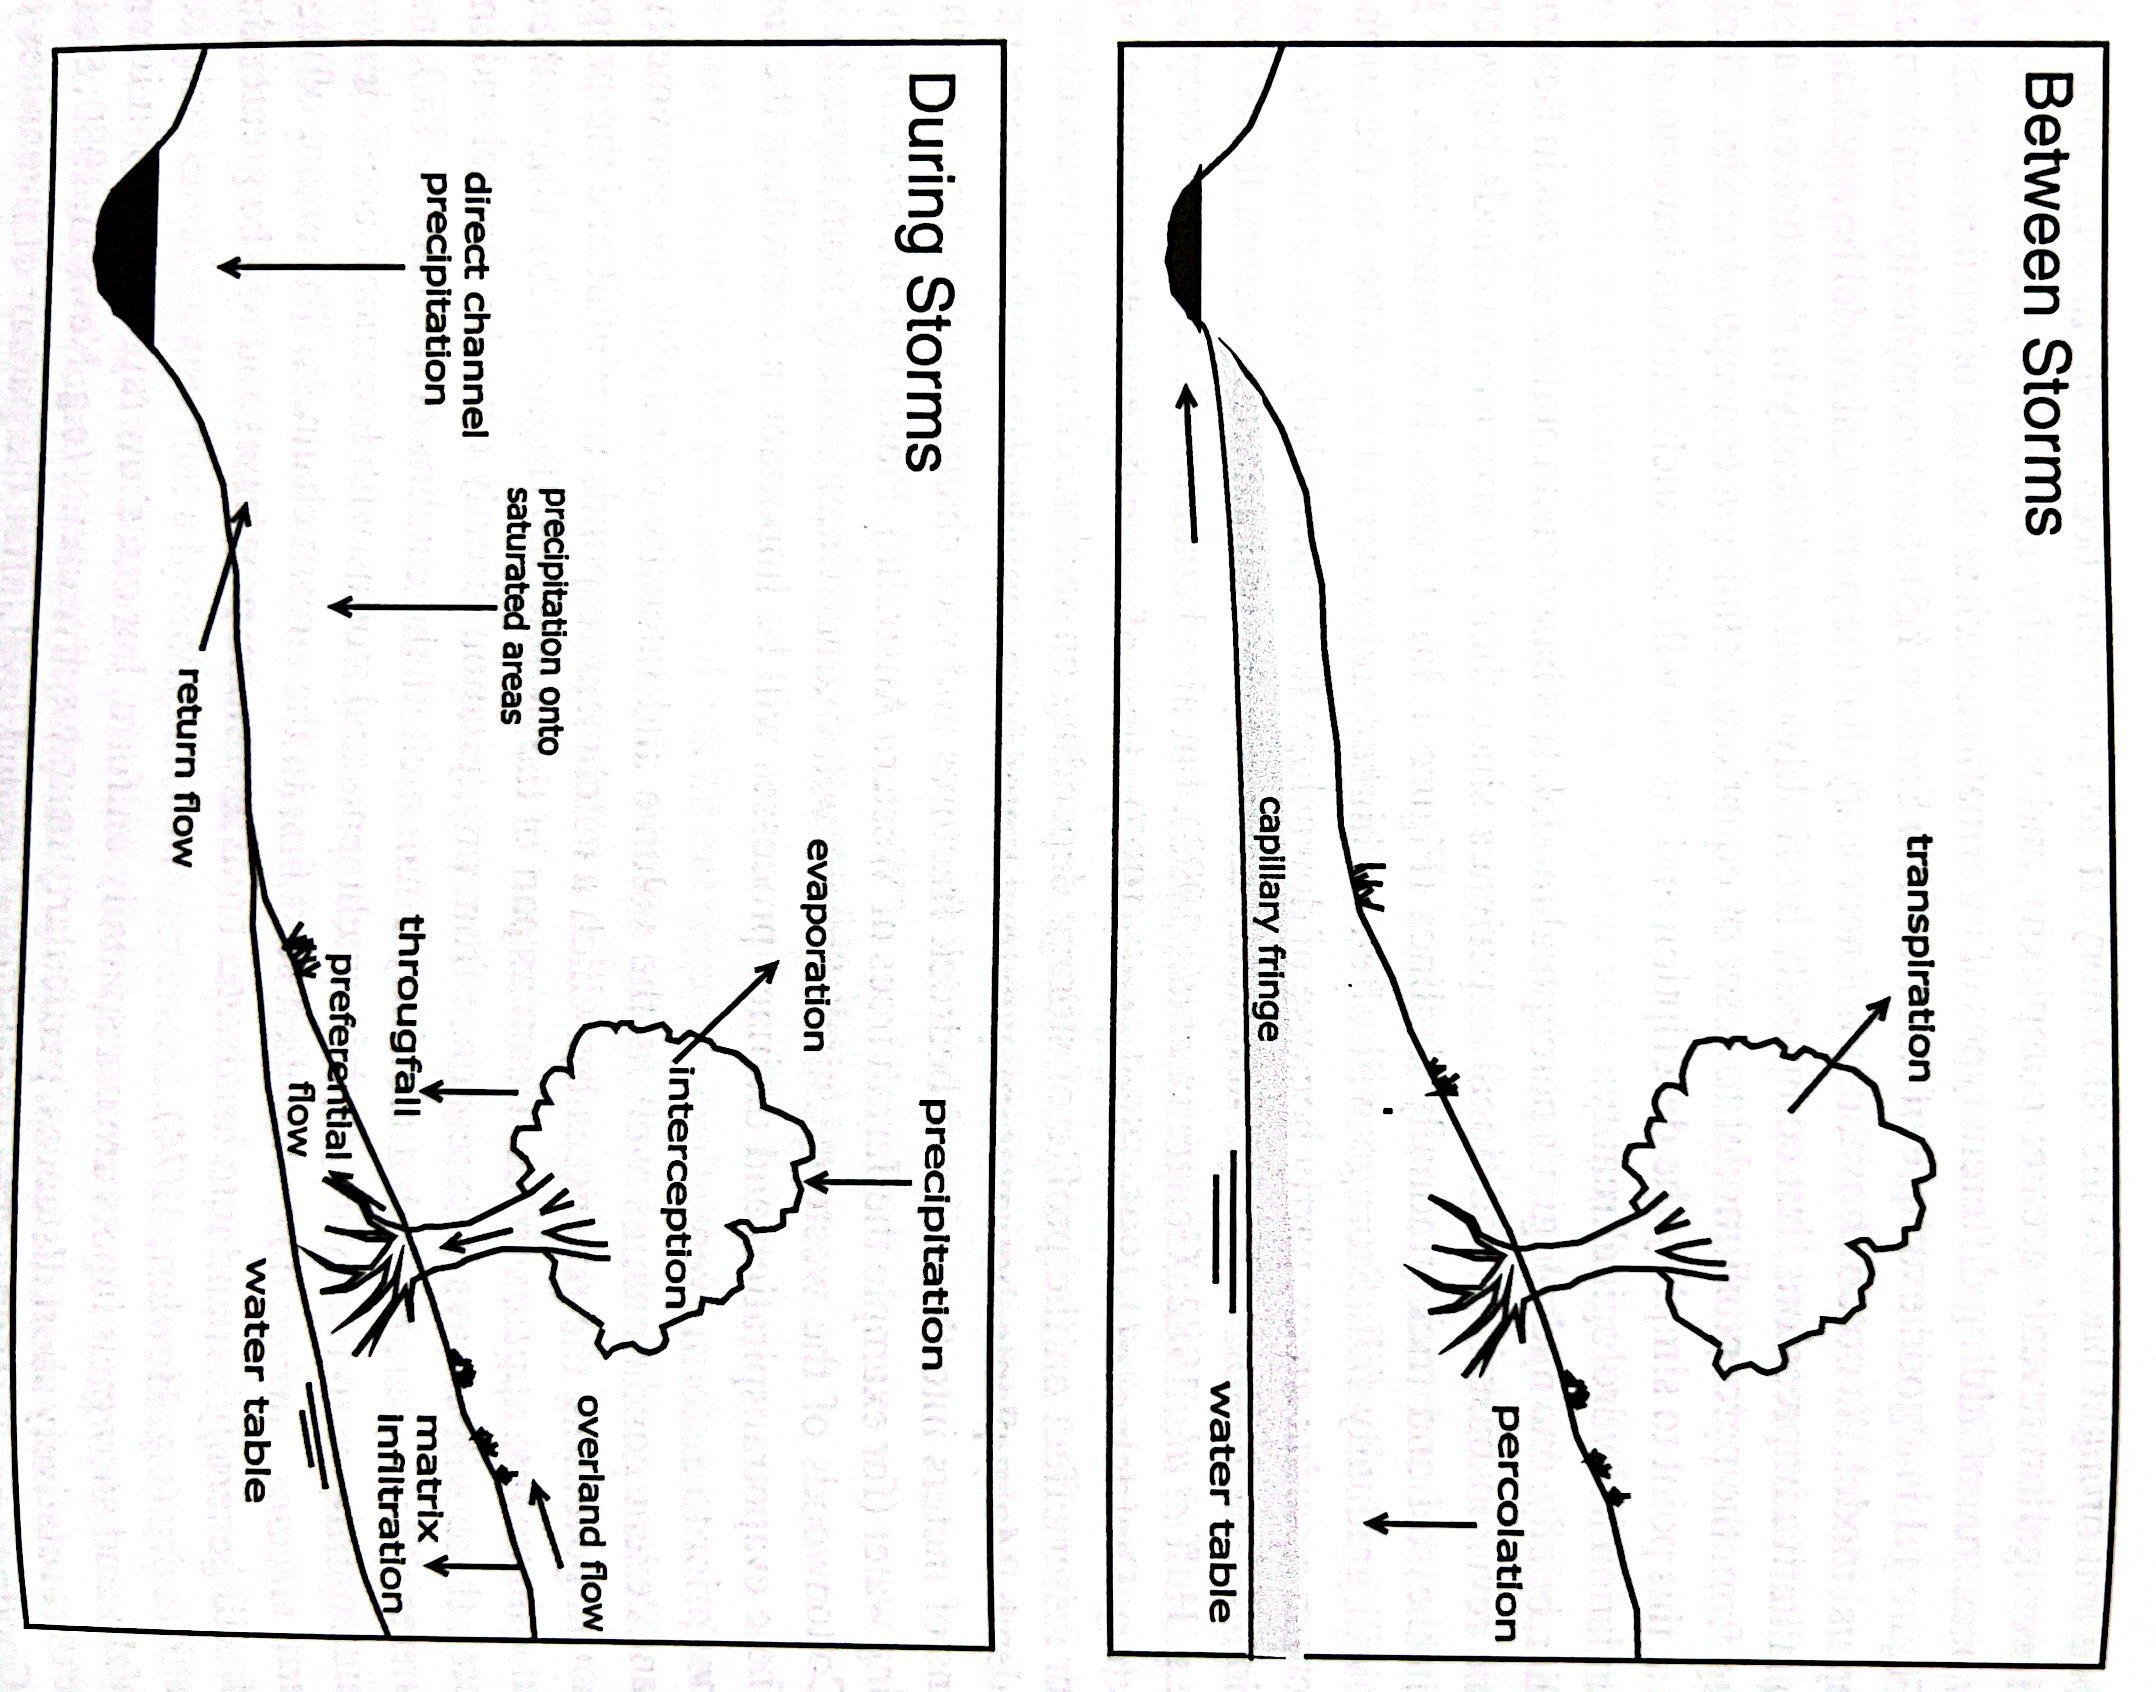 Between Storms
transpiration
percolation
capillary fringe
water table
During Storms
precipitation
evaporation
interception
direct channel
precipitation
precipitation onto
saturated areas
througfall
overland flow
preferential
flow
matrix
infiltration
return flow
water table